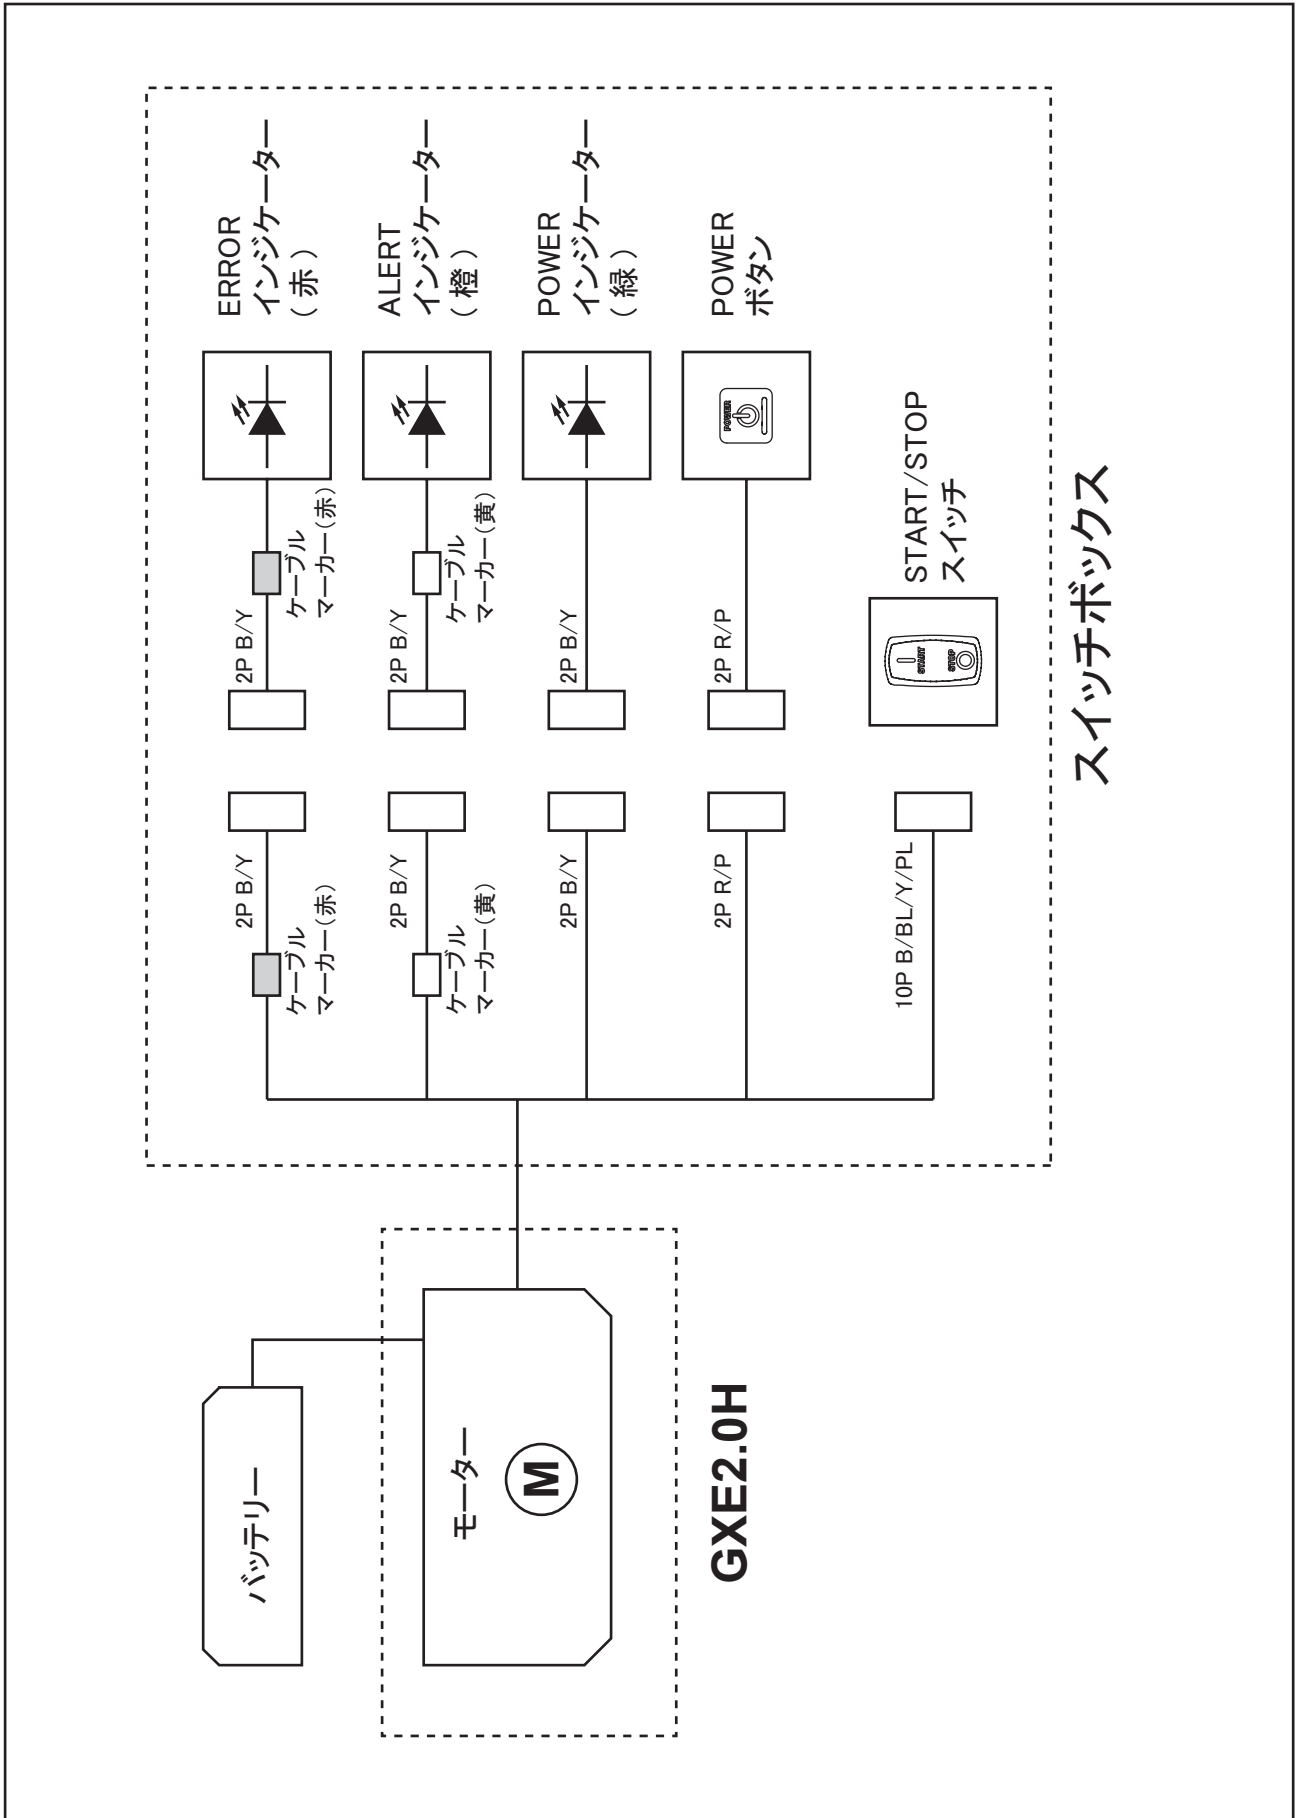 バッテリー
モーター
M
GXE2.0H
2P B/Y
ケーブル
マーカー(赤)
2P B/Y
ケーブル
マーカー(赤)
ERROR
インジケーター
(赤)
2P B/Y
ケーブル
マーカー(黄)
2P B/Y
ケーブル
マーカー(黄)
ALERT
インジケーター
(橙)
2P B/Y
2P B/Y
POWER
インジケーター
(緑)
2P R/P
2P R/P
POWER
POWER
ボタン
10P B/BL/Y/PL
START
STOP
START/STOP
スイッチ
スイッチボックス